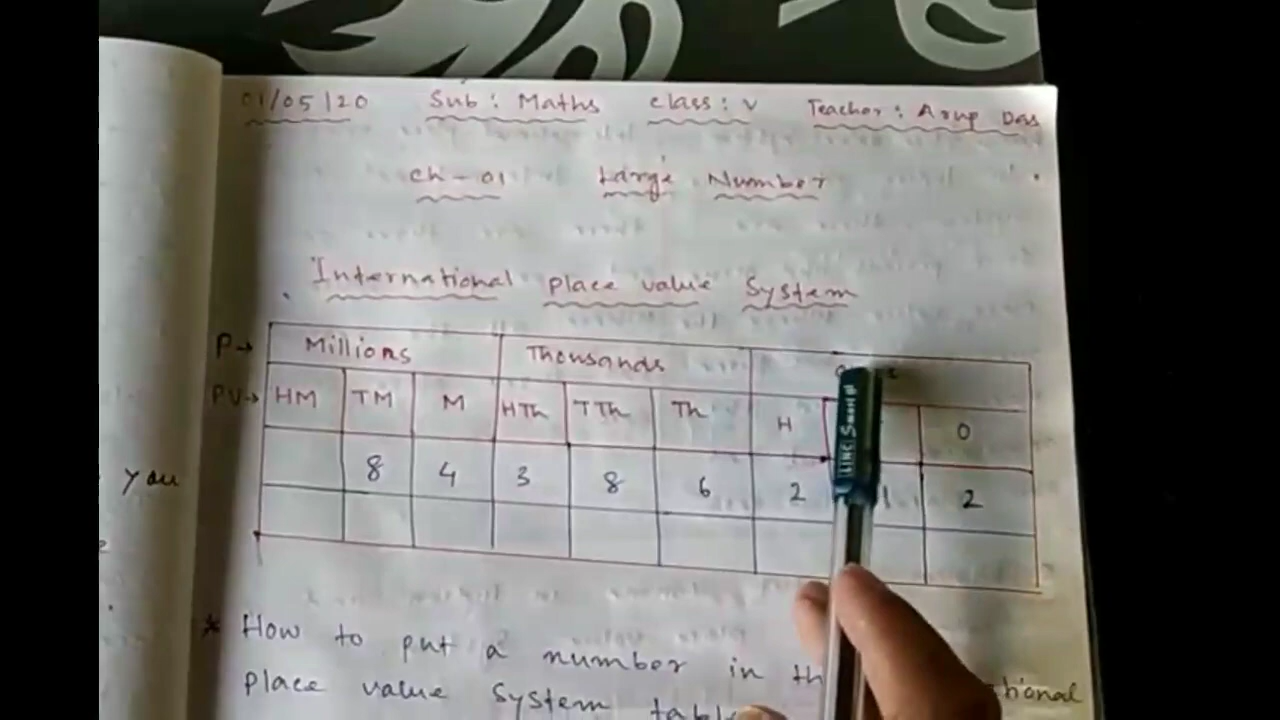 01/05/20 Sub: Maths class: V Teacher: Arup Das
Ch-01 Large Number
International place value System
P→ Millions Thousands
PV→ HM TM M HTh TTh Th H O
8 4 3 8 6 2 1 2
you
* How to put a number in
place value system table
LINC